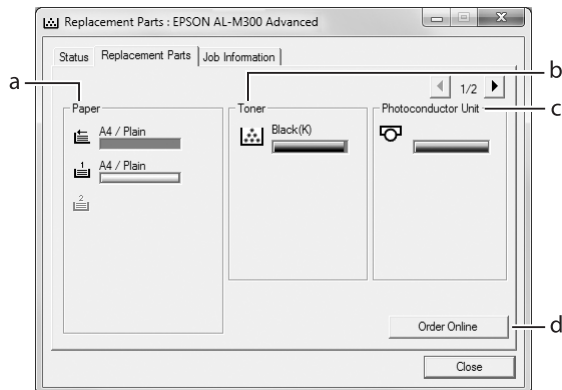 Replacement Parts : EPSON AL-M300 Advanced
Status Replacement Parts Job Information
a
b
1/2
c
Paper
Toner
Photoconductor Unit
A4 / Plain
Black(K)
1
A4 / Plain
2
Order Online
d
Close